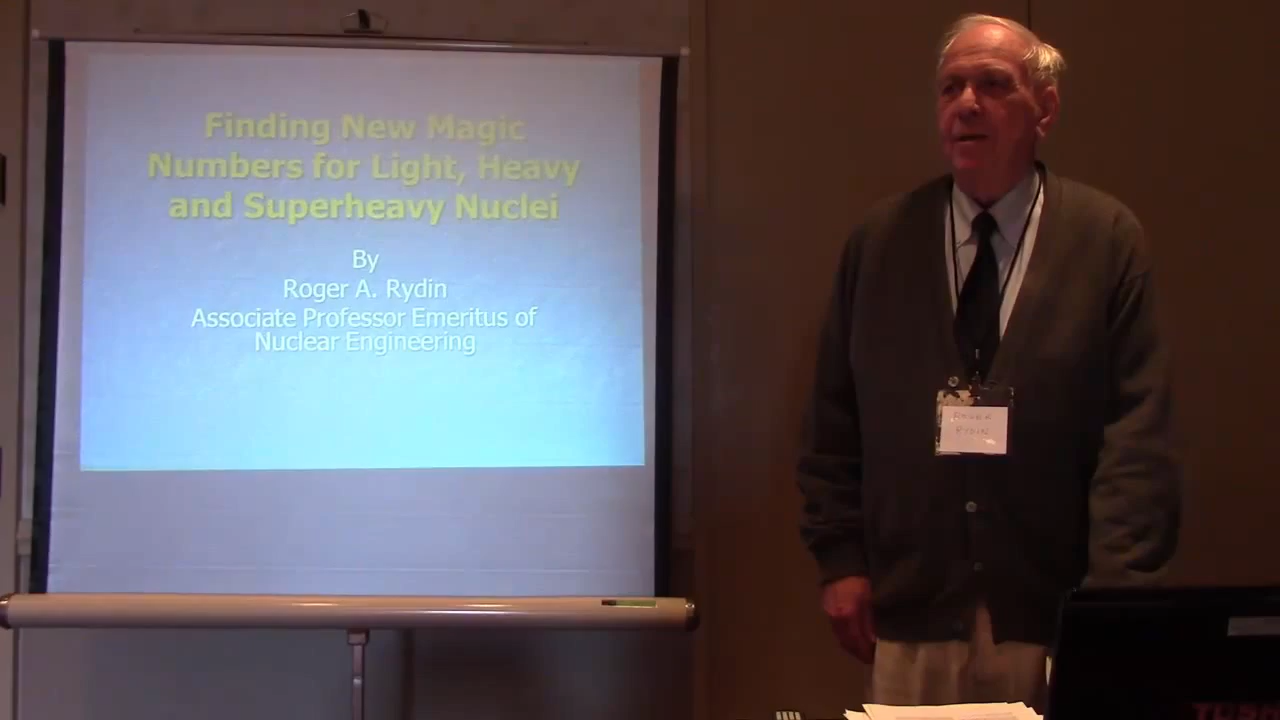 Finding New Magic
Numbers for Light, Heavy
and Superheavy Nuclei
By
Roger A. Rydin
Associate Professor Emeritus of
Nuclear Engineering
RYDIN